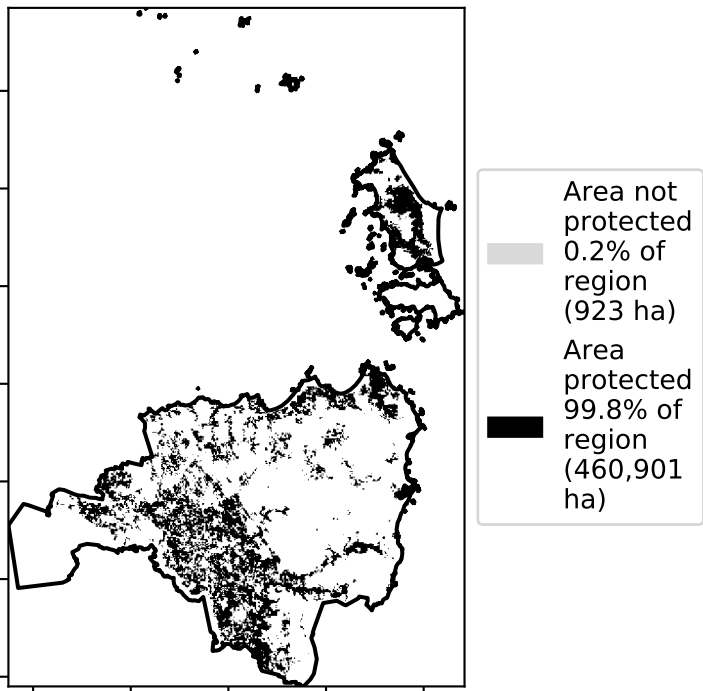 Area not
protected
0.2% of
region
(923 ha)
Area
protected
99.8% of
region
(460,901
ha)